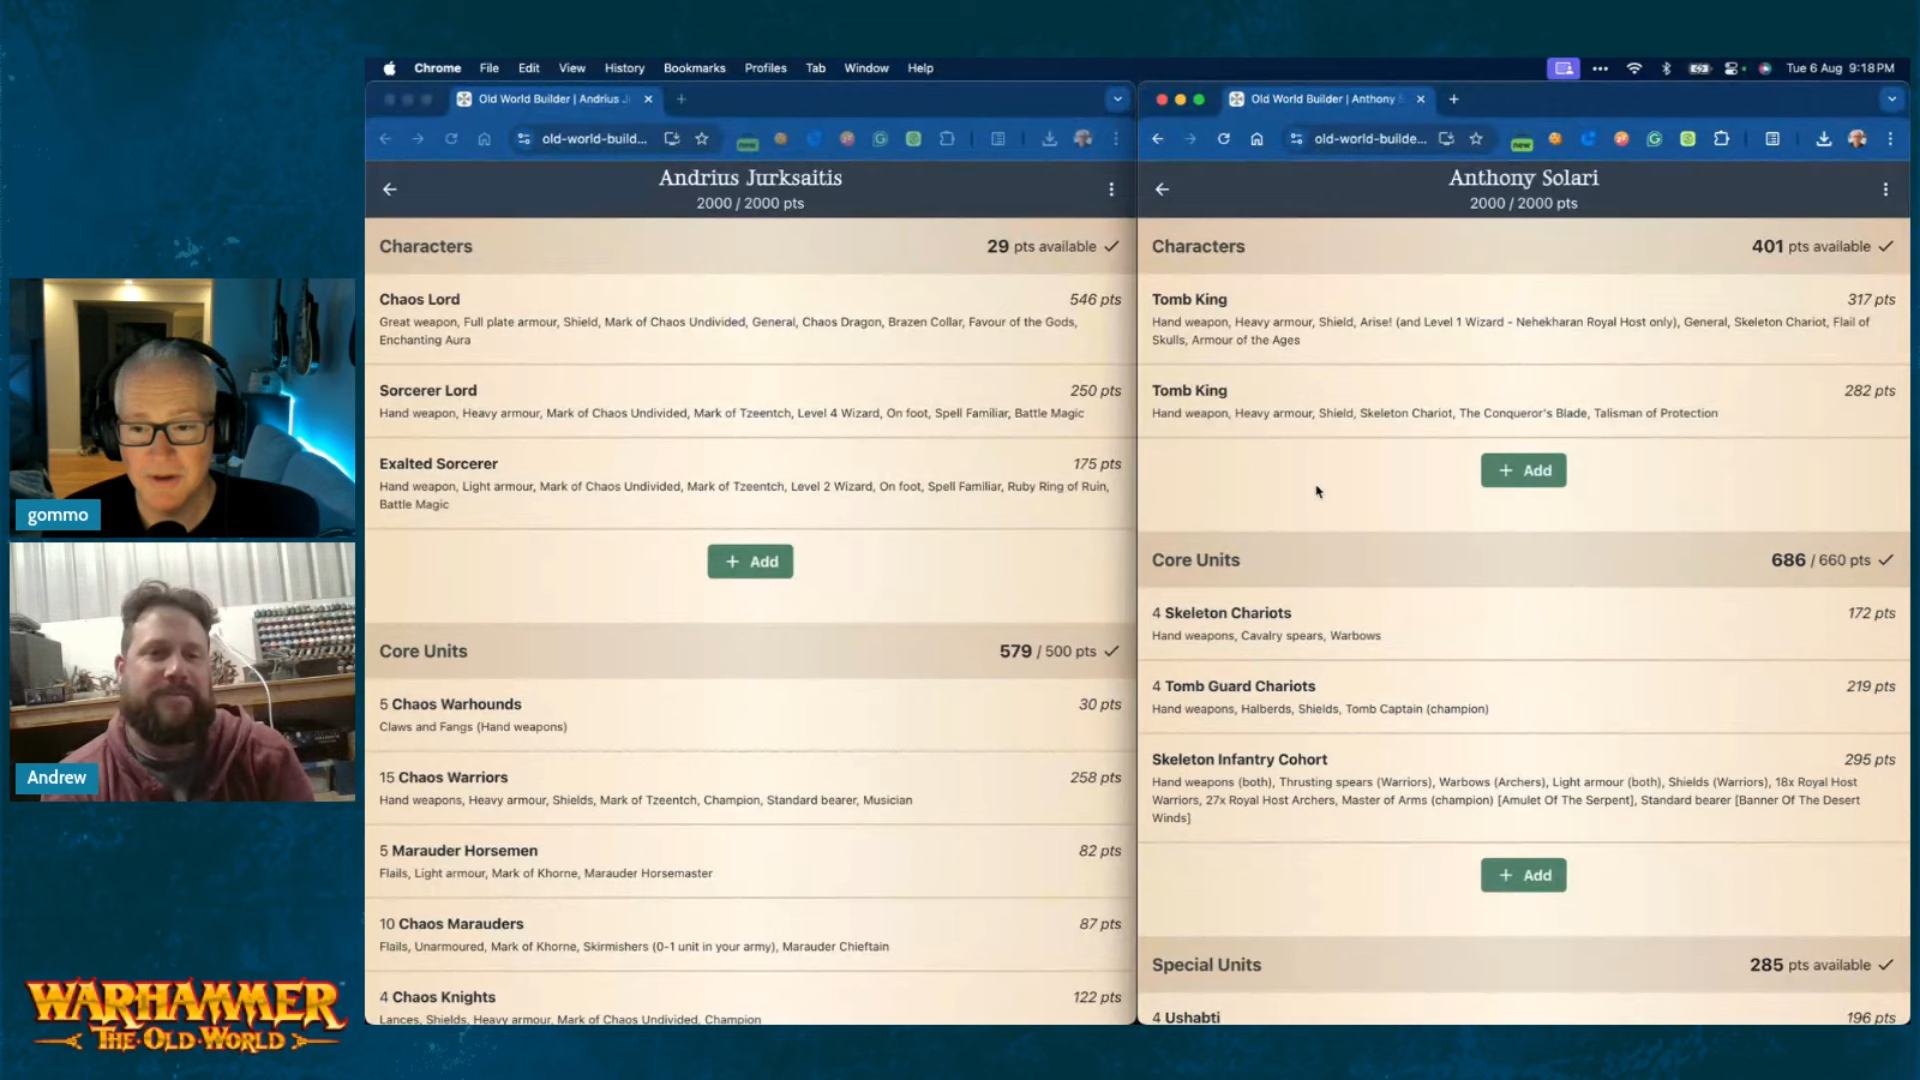 Chrome File Edit View History Bookmarks Profiles Tab Window Help
Tue 6 Aug 9:18 PM
Old World Builder | Andrius J
old-world-build...
new
Andrius Jurksaitis
2000 / 2000 pts
Characters
29 pts available
Chaos Lord
546 pts
Great weapon, Full plate armour, Shield, Mark of Chaos Undivided, General, Chaos Dragon, Brazen Collar, Favour of the Gods,
Enchanting Aura
Sorcerer Lord
250 pts
Hand weapon, Heavy armour, Mark of Chaos Undivided, Mark of Tzeentch, Level 4 Wizard, On foot, Spell Familiar, Battle Magic
Exalted Sorcerer
175 pts
Hand weapon, Light armour, Mark of Chaos Undivided, Mark of Tzeentch, Level 2 Wizard, On foot, Spell Familiar, Ruby Ring of Ruin,
Battle Magic
+ Add
Core Units
579 / 500 pts
5 Chaos Warhounds
30 pts
Claws and Fangs (Hand weapons)
15 Chaos Warriors
258 pts
Hand weapons, Heavy armour, Shields, Mark of Tzeentch, Champion, Standard bearer, Musician
5 Marauder Horsemen
82 pts
Flails, Light armour, Mark of Khorne, Marauder Horsemaster
10 Chaos Marauders
87 pts
Flails, Unarmoured, Mark of Khorne, Skirmishers (0-1 unit in your army), Marauder Chieftain
4 Chaos Knights
122 pts
Lances, Shields, Heavy armour, Mark of Chaos Undivided, Champion
Old World Builder | Anthony
old-world-builde...
new
Anthony Solari
2000 / 2000 pts
Characters
401 pts available
Tomb King
317 pts
Hand weapon, Heavy armour, Shield, Arise! (and Level 1 Wizard - Nehekharan Royal Host only), General, Skeleton Chariot, Flail of
Skulls, Armour of the Ages
Tomb King
282 pts
Hand weapon, Heavy armour, Shield, Skeleton Chariot, The Conqueror's Blade, Talisman of Protection
+ Add
Core Units
686 / 660 pts
4 Skeleton Chariots
172 pts
Hand weapons, Cavalry spears, Warbows
4 Tomb Guard Chariots
219 pts
Hand weapons, Halberds, Shields, Tomb Captain (champion)
Skeleton Infantry Cohort
295 pts
Hand weapons (both), Thrusting spears (Warriors), Warbows (Archers), Light armour (both), Shields (Warriors), 18x Royal Host
Warriors, 27x Royal Host Archers, Master of Arms (champion) [Amulet Of The Serpent], Standard bearer [Banner Of The Desert
Winds]
+ Add
Special Units
285 pts available
4 Ushabti
196 pts
gommo
Andrew
WARHAMMER
THE·OLD·WORLD